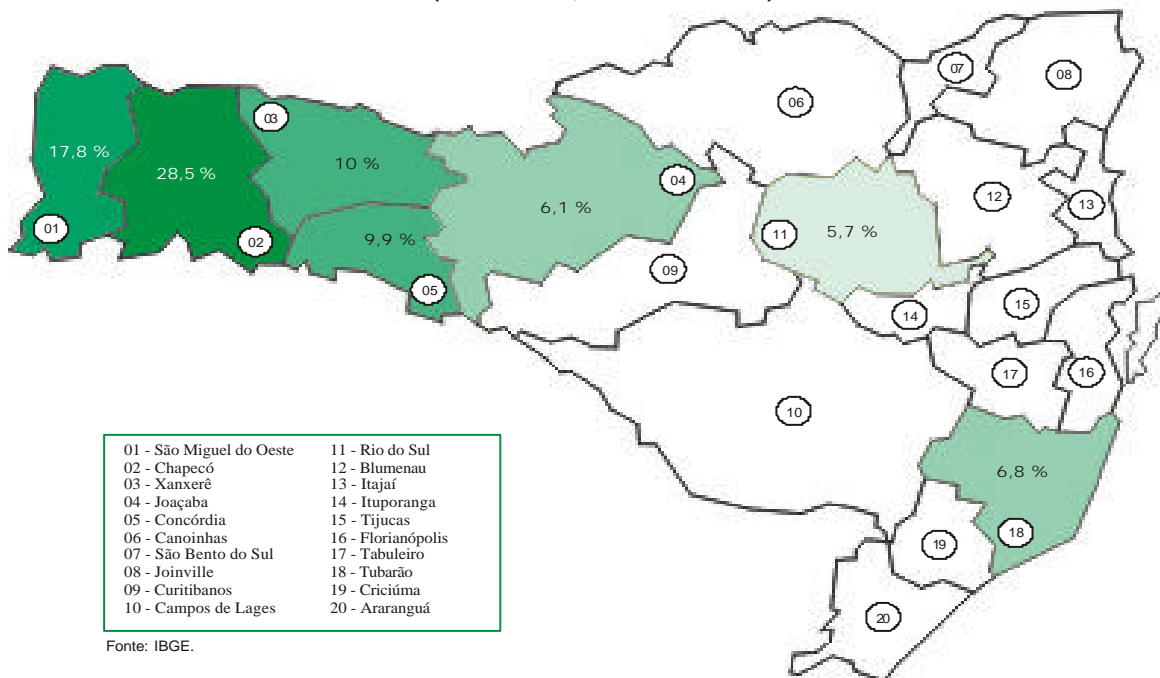 07
08
06
03
17,8 %
10 %
28,5 %
04
12
6,1 %
13
01
02
9,9 %
11
5,7 %
09
05
14
15
17
16
10
6,8 %
18
19
20
01 - São Miguel do Oeste
02 - Chapecó
03 - Xanxerê
04 - Joaçaba
05 - Concórdia
06 - Canoinhas
07 - São Bento do Sul
08 - Joinville
09 - Curitibanos
10 - Campos de Lages
11 - Rio do Sul
12 - Blumenau
13 - Itajaí
14 - Ituporanga
15 - Tijucas
16 - Florianópolis
17 - Tabuleiro
18 - Tubarão
19 - Criciúma
20 - Araranguá
Fonte: IBGE.